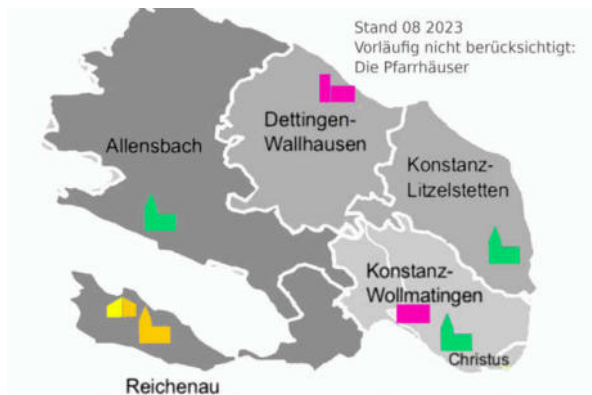 Stand 08 2023
Vorläufig nicht berücksichtigt:
Die Pfarrhäuser
Dettingen-
Wallhausen
Allensbach
Konstanz-
Litzelstetten
Konstanz-
Wollmatingen
Christus
Reichenau